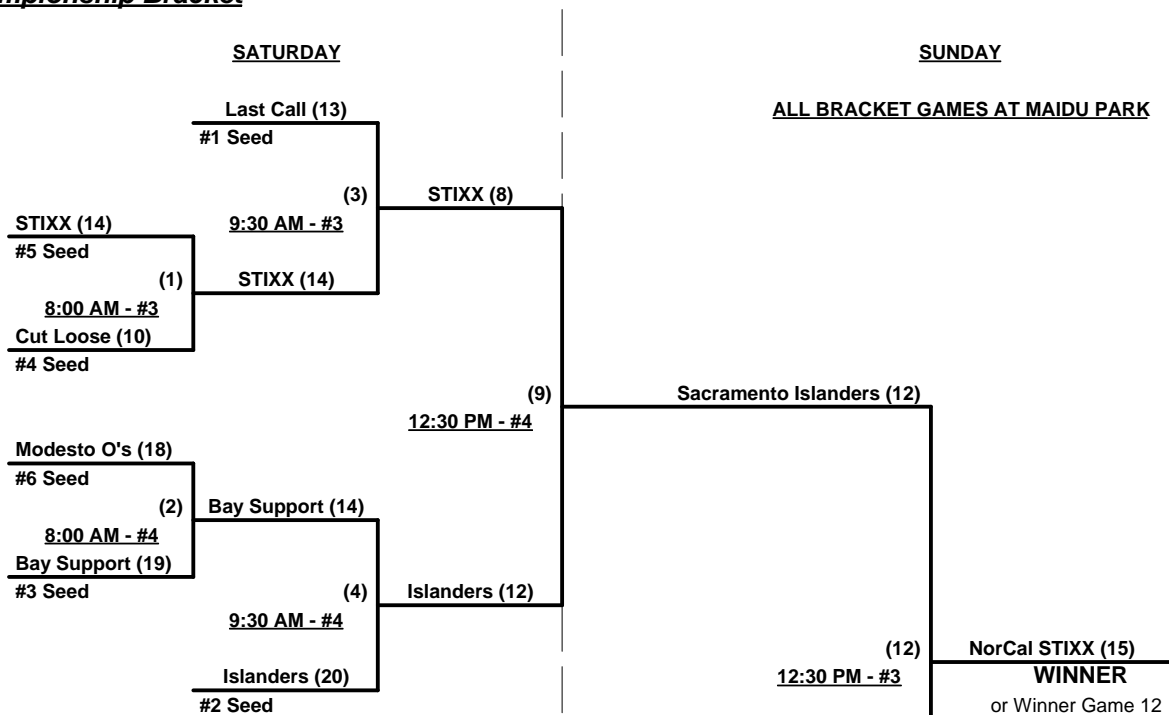 SATURDAY
SUNDAY
Last Call (13)
ALL BRACKET GAMES AT MAIDU PARK
#1 Seed
(3)
STIXX (8)
STIXX (14)
9:30 AM - #3
#5 Seed
(1)
STIXX (14)
8:00 AM - #3
Cut Loose (10)
#4 Seed
(9)
Sacramento Islanders (12)
12:30 PM - #4
Modesto O's (18)
#6 Seed
(2)
Bay Support (14)
8:00 AM - #4
Bay Support (19)
#3 Seed
(4)
Islanders (12)
9:30 AM - #4
(12)
NorCal STIXX (15)
Islanders (20)
12:30 PM - #3
WINNER
#2 Seed
or Winner Game 12